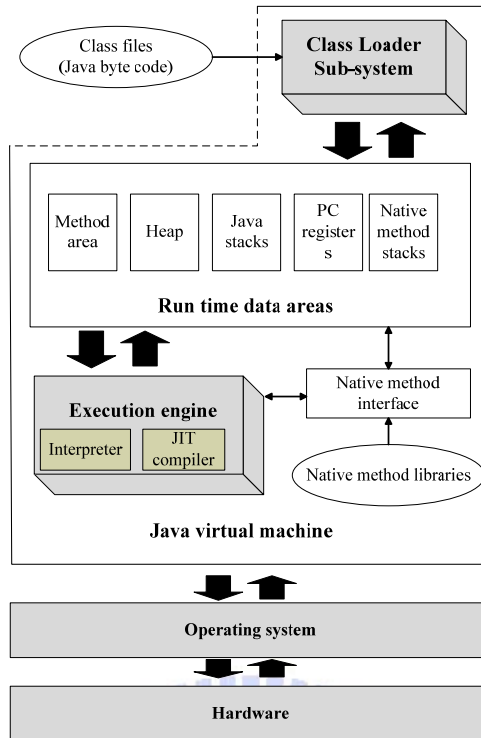 Class files
(Java byte code)
Class Loader
Sub-system
Method
area
Heap
Java
stacks
PC
register
s
Native
method
stacks
Run time data areas
Execution engine
Interpreter
JIT
compiler
Native method
interface
Native method libraries
Java virtual machine
Operating system
Hardware